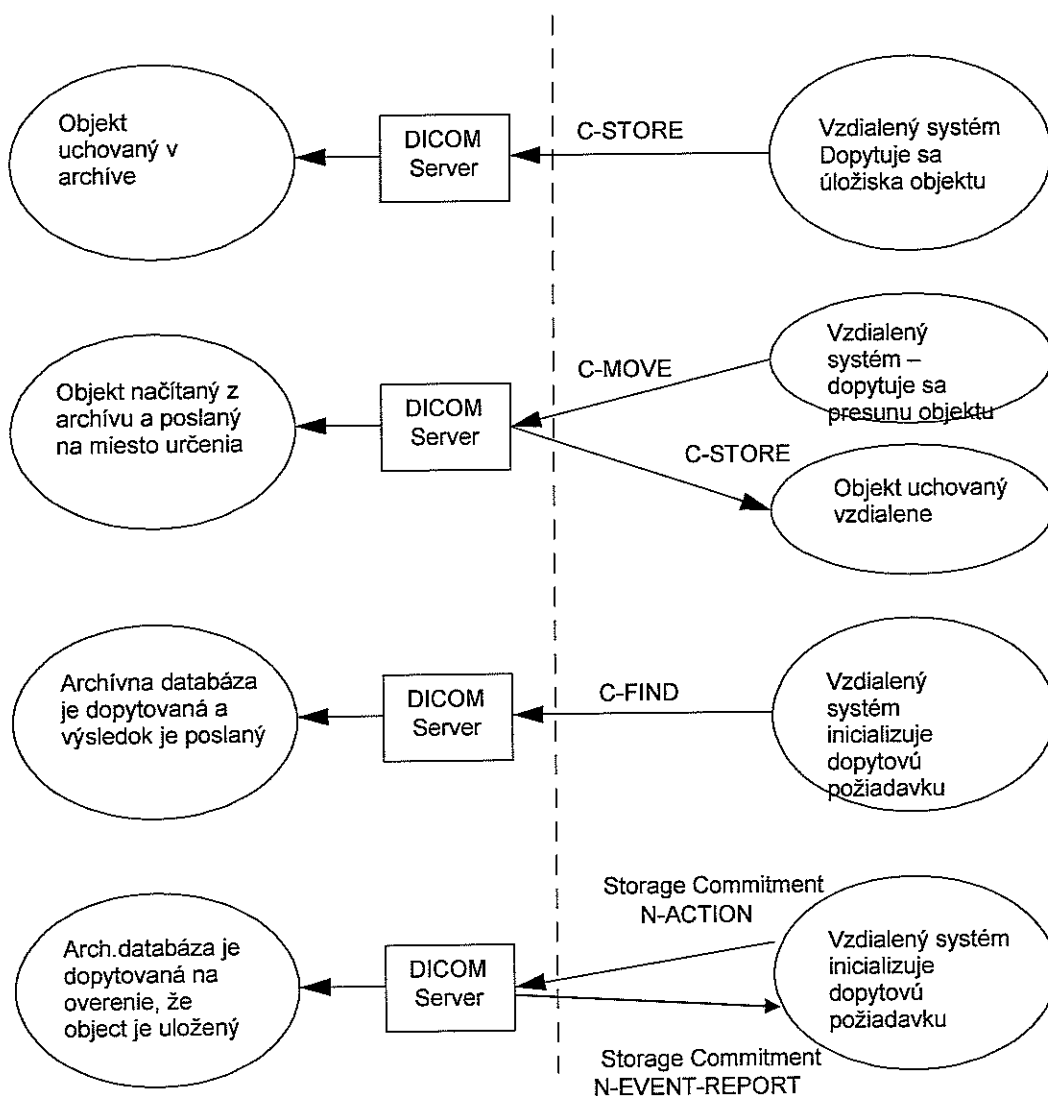 Objekt
uchovaný v
archíve
DICOM
Server
C-STORE
Vzdialený systém
Dopytuje sa
úložiska objektu
Objekt načítaný z
archívu a poslaný
na miesto určenia
DICOM
Server
C-MOVE
Vzdialený
systém –
dopytuje sa
presunu objektu
C-STORE
Objekt uchovaný
vzdialene
Archívna databáza
je dopytovaná a
výsledok je poslaný
DICOM
Server
C-FIND
Vzdialený
systém
inicializuje
dopytovú
požiadavku
Arch.databáza je
dopytovaná na
overenie, že
object je uložený
DICOM
Server
Storage Commitment
N-ACTION
Vzdialený systém
inicializuje
dopytovú
požiadavku
Storage Commitment
N-EVENT-REPORT